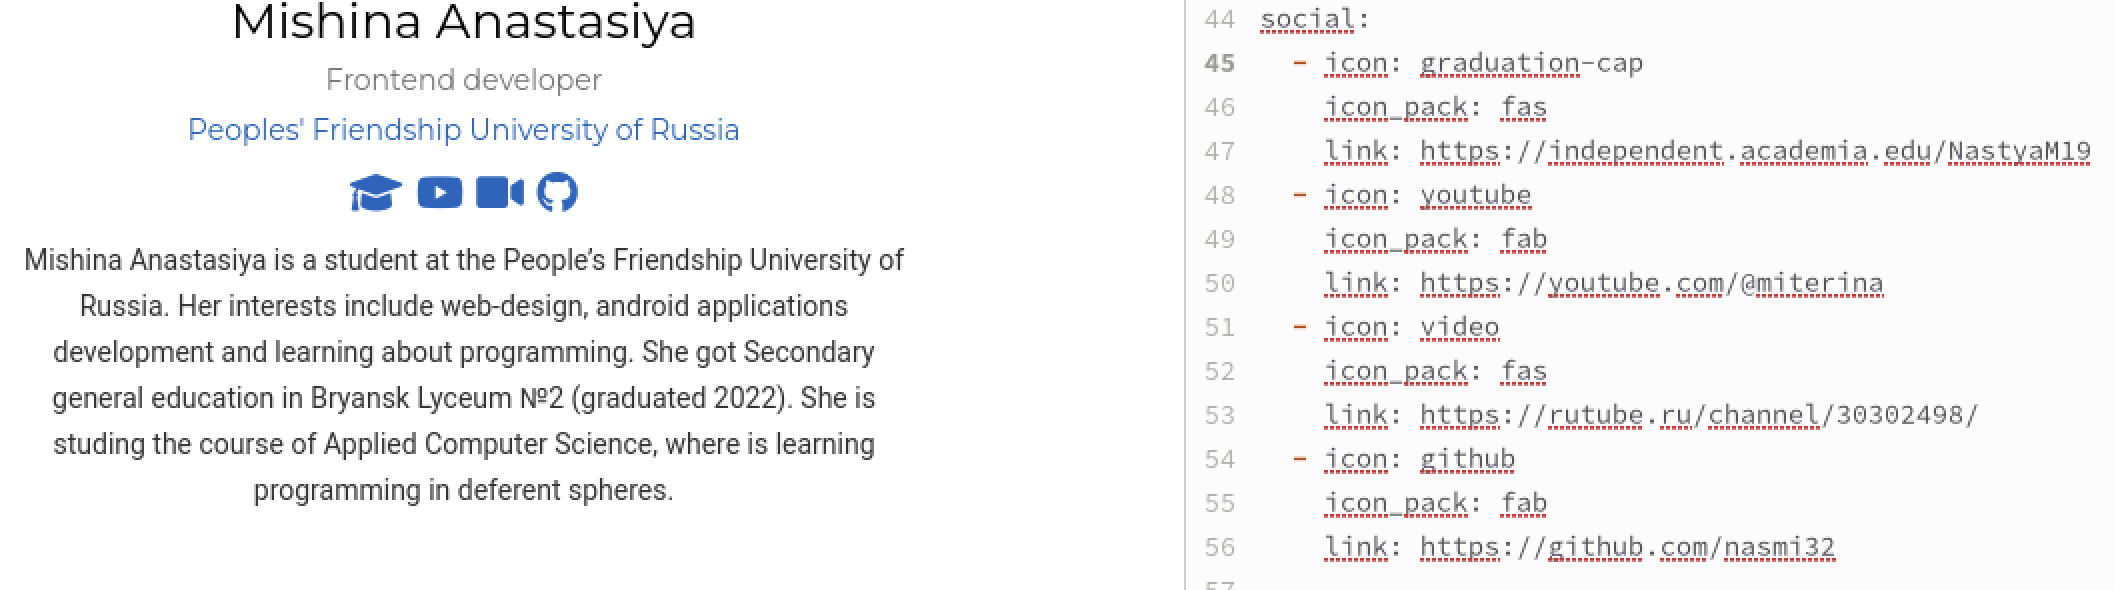 Mishina Anastasiya
Frontend developer
Peoples' Friendship University of Russia
Mishina Anastasiya is a student at the People’s Friendship University of
Russia. Her interests include web-design, android applications
development and learning about programming. She got Secondary
general education in Bryansk Lyceum №2 (graduated 2022). She is
studing the course of Applied Computer Science, where is learning
programming in deferent spheres.
44 social:
45 - icon: graduation-cap
46 icon_pack: fas
47 link: https://independent.academia.edu/NastyaM19
48 - icon: youtube
49 icon_pack: fab
50 link: https://youtube.com/@miterina
51 - icon: video
52 icon_pack: fas
53 link: https://rutube.ru/channel/30302498/
54 - icon: github
55 icon_pack: fab
56 link: https://github.com/nasmi32
57